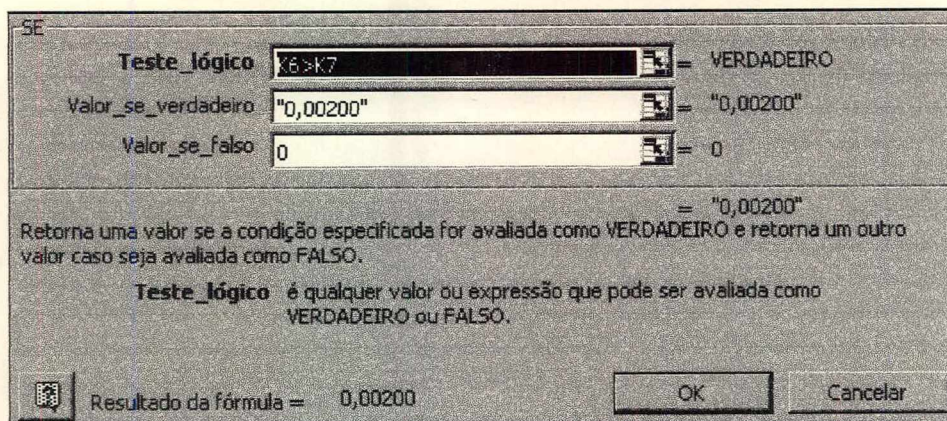 SE
Teste_lógico X6>K7 = VERDADEIRO
Valor_se_verdadeiro "0,00200" = "0,00200"
Valor_se_falso 0 = 0
= "0,00200"
Retorna uma valor se a condição especificada for avaliada como VERDADEIRO e retorna um outro
valor caso seja avaliada como FALSO.
Teste_lógico é qualquer valor ou expressão que pode ser avaliada como
VERDADEIRO ou FALSO.
Resultado da fórmula = 0,00200
OK
Cancelar